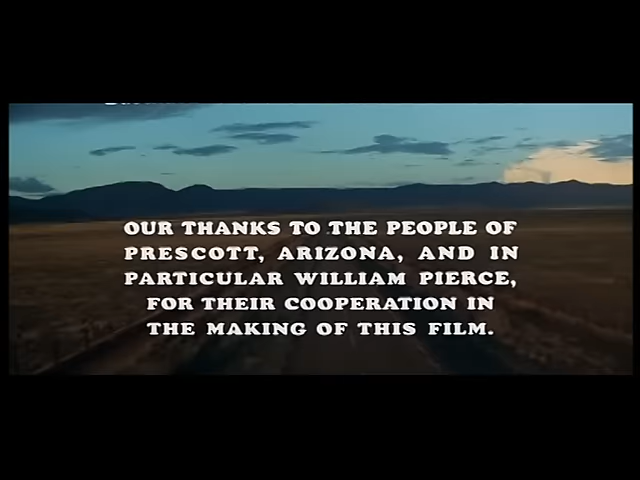 OUR THANKS TO THE PEOPLE OF
PRESCOTT, ARIZONA, AND IN
PARTICULAR WILLIAM PIERCE,
FOR THEIR COOPERATION IN
THE MAKING OF THIS FILM.